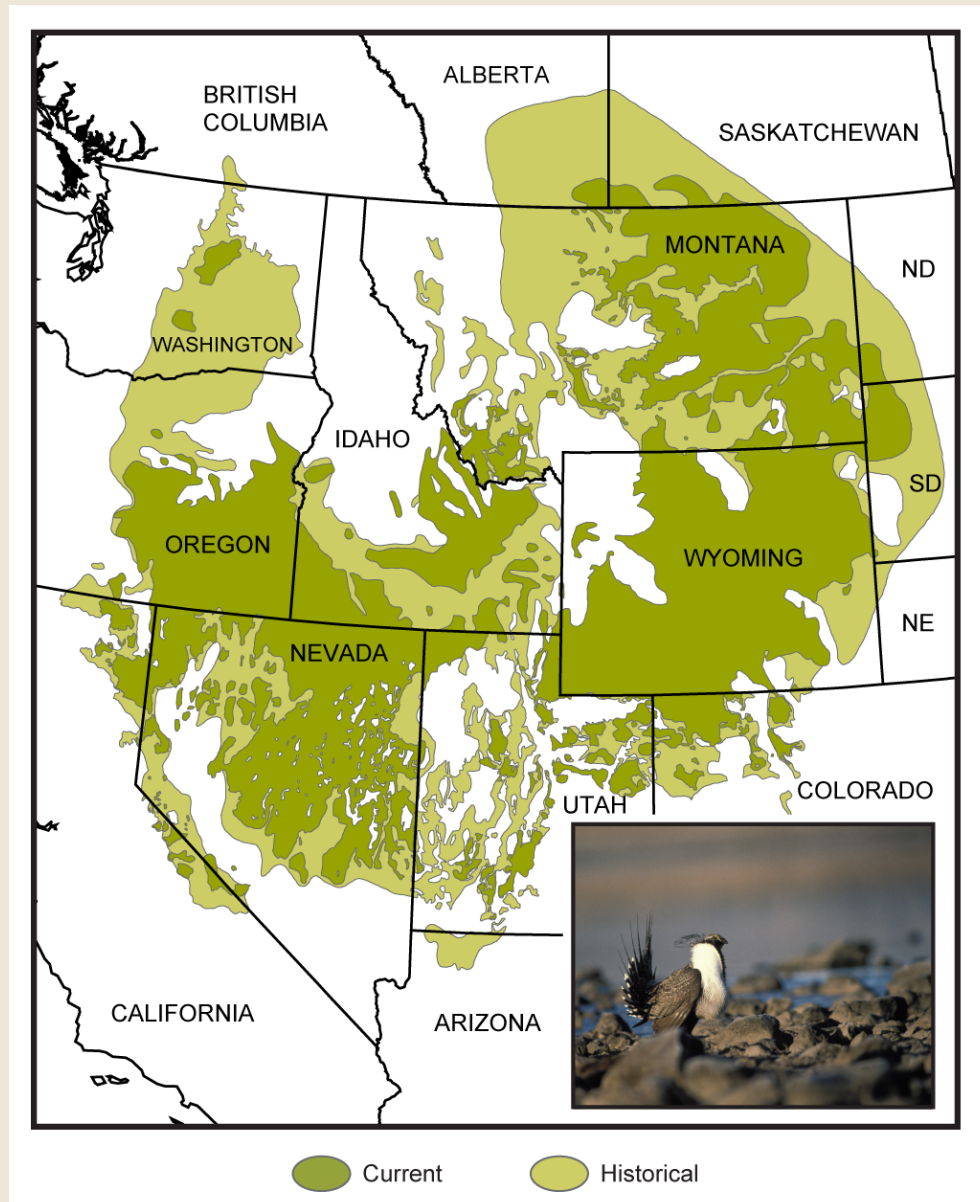 ALBERTA
BRITISH
COLUMBIA
SASKATCHEWAN
MONTANA
ND
WASHINGTON
IDAHO
SD
OREGON
WYOMING
NE
NEVADA
UTAH
COLORADO
CALIFORNIA
ARIZONA
Current
Historical